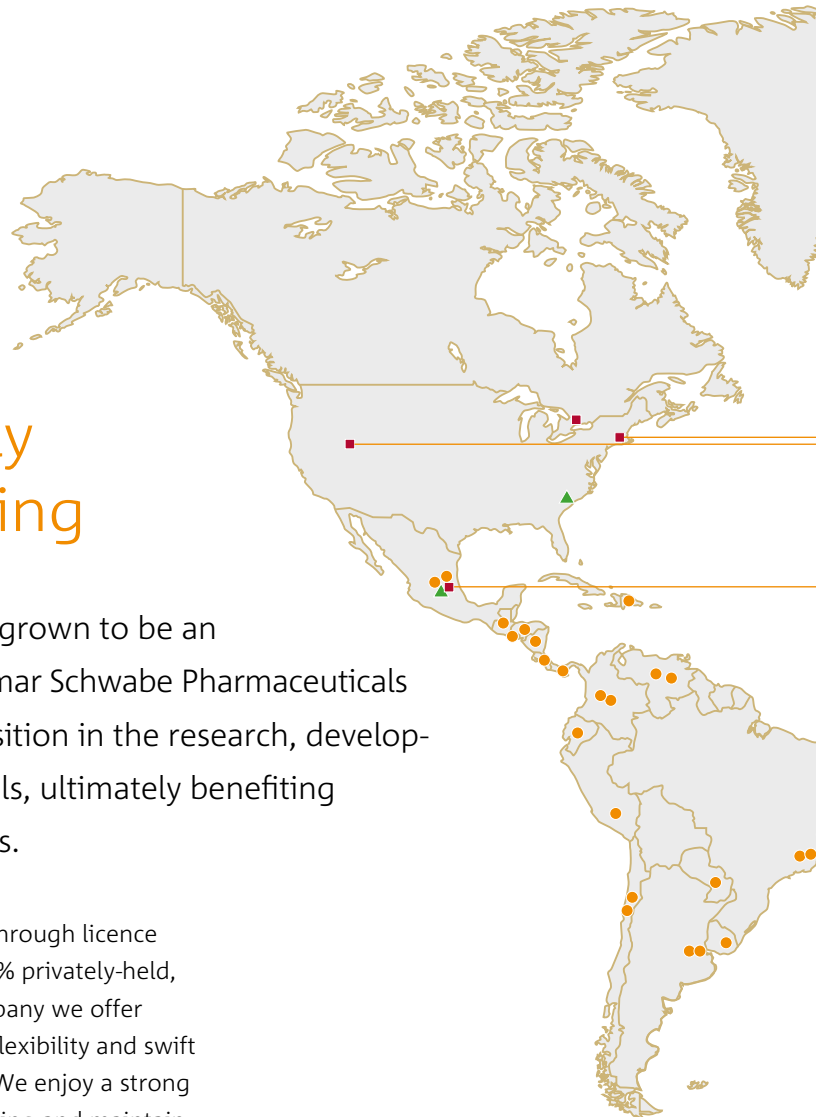 ly
ing
grown to be an
mar Schwabe Pharmaceuticals
sition in the research, develop-
ls, ultimately benefiting
s.
hrough licence
% privately-held,
pany we offer
lexibility and swift
We enjoy a strong